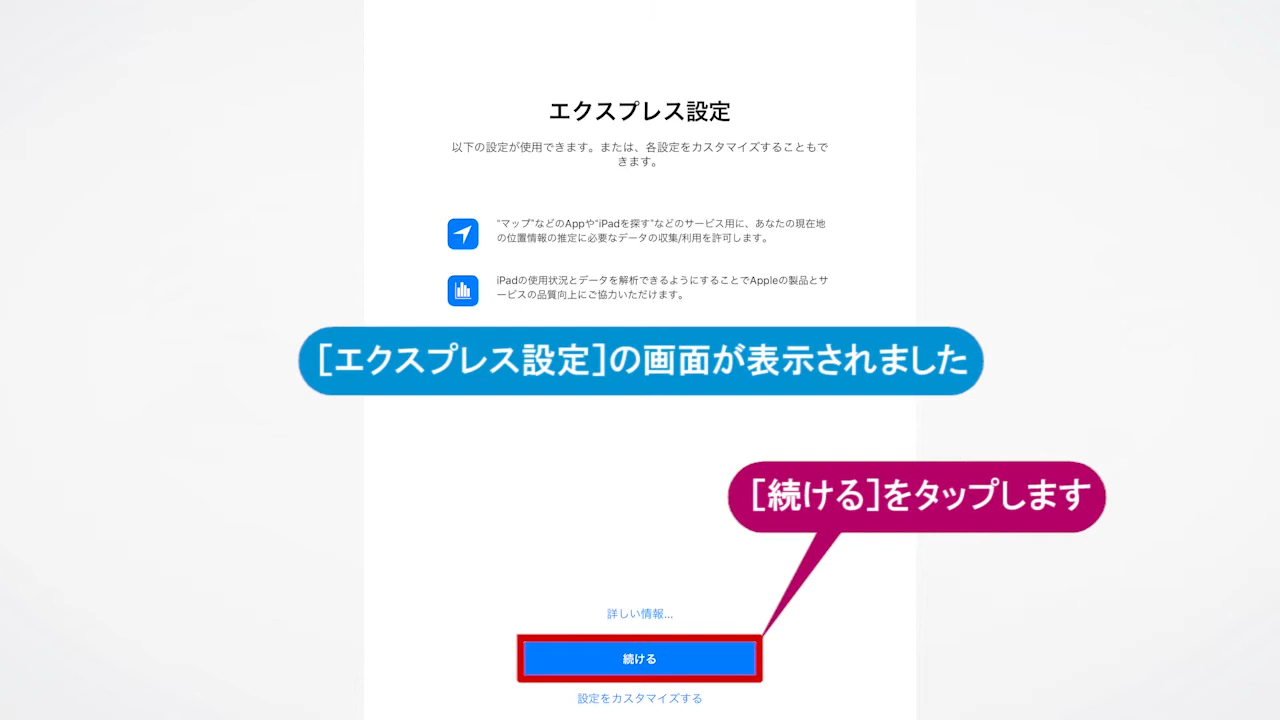 エクスプレス設定
以下の設定が使用できます。または、各設定をカスタマイズすることもで
きます。
"マップ"などのAppや"iPadを探す"などのサービス用に、あなたの現在地
の位置情報の推定に必要なデータの収集/利用を許可します。
iPadの使用状況とデータを解析できるようにすることでAppleの製品とサ
ービスの品質向上にご協力いただけます。
[エクスプレス設定]の画面が表示されました
[続ける]をタップします
詳しい情報...
続ける
設定をカスタマイズする